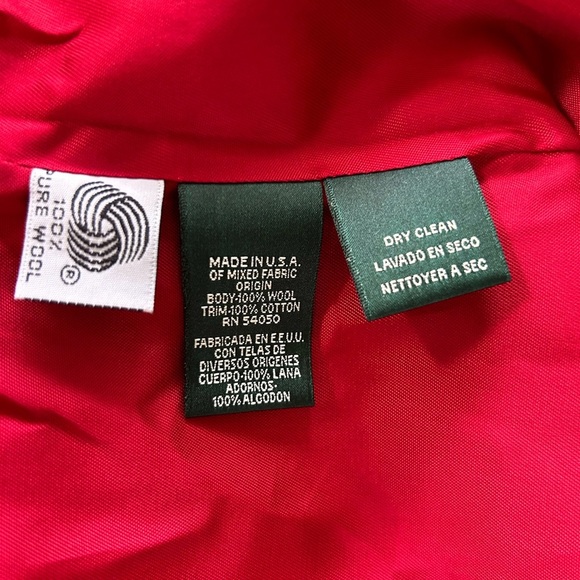 100%
PURE WOOL
®
MADE IN U.S.A.
OF MIXED FABRIC
ORIGIN
BODY-100% WOOL
TRIM-100% COTTON
RN 54050
FABRICADA EN E.E.U.U.
CON TELAS DE
DIVERSOS ORIGENES
CUERPO-100% LANA
ADORNOS-
100% ALGODON
DRY CLEAN
LAVADO EN SECO
NETTOYER A SEC